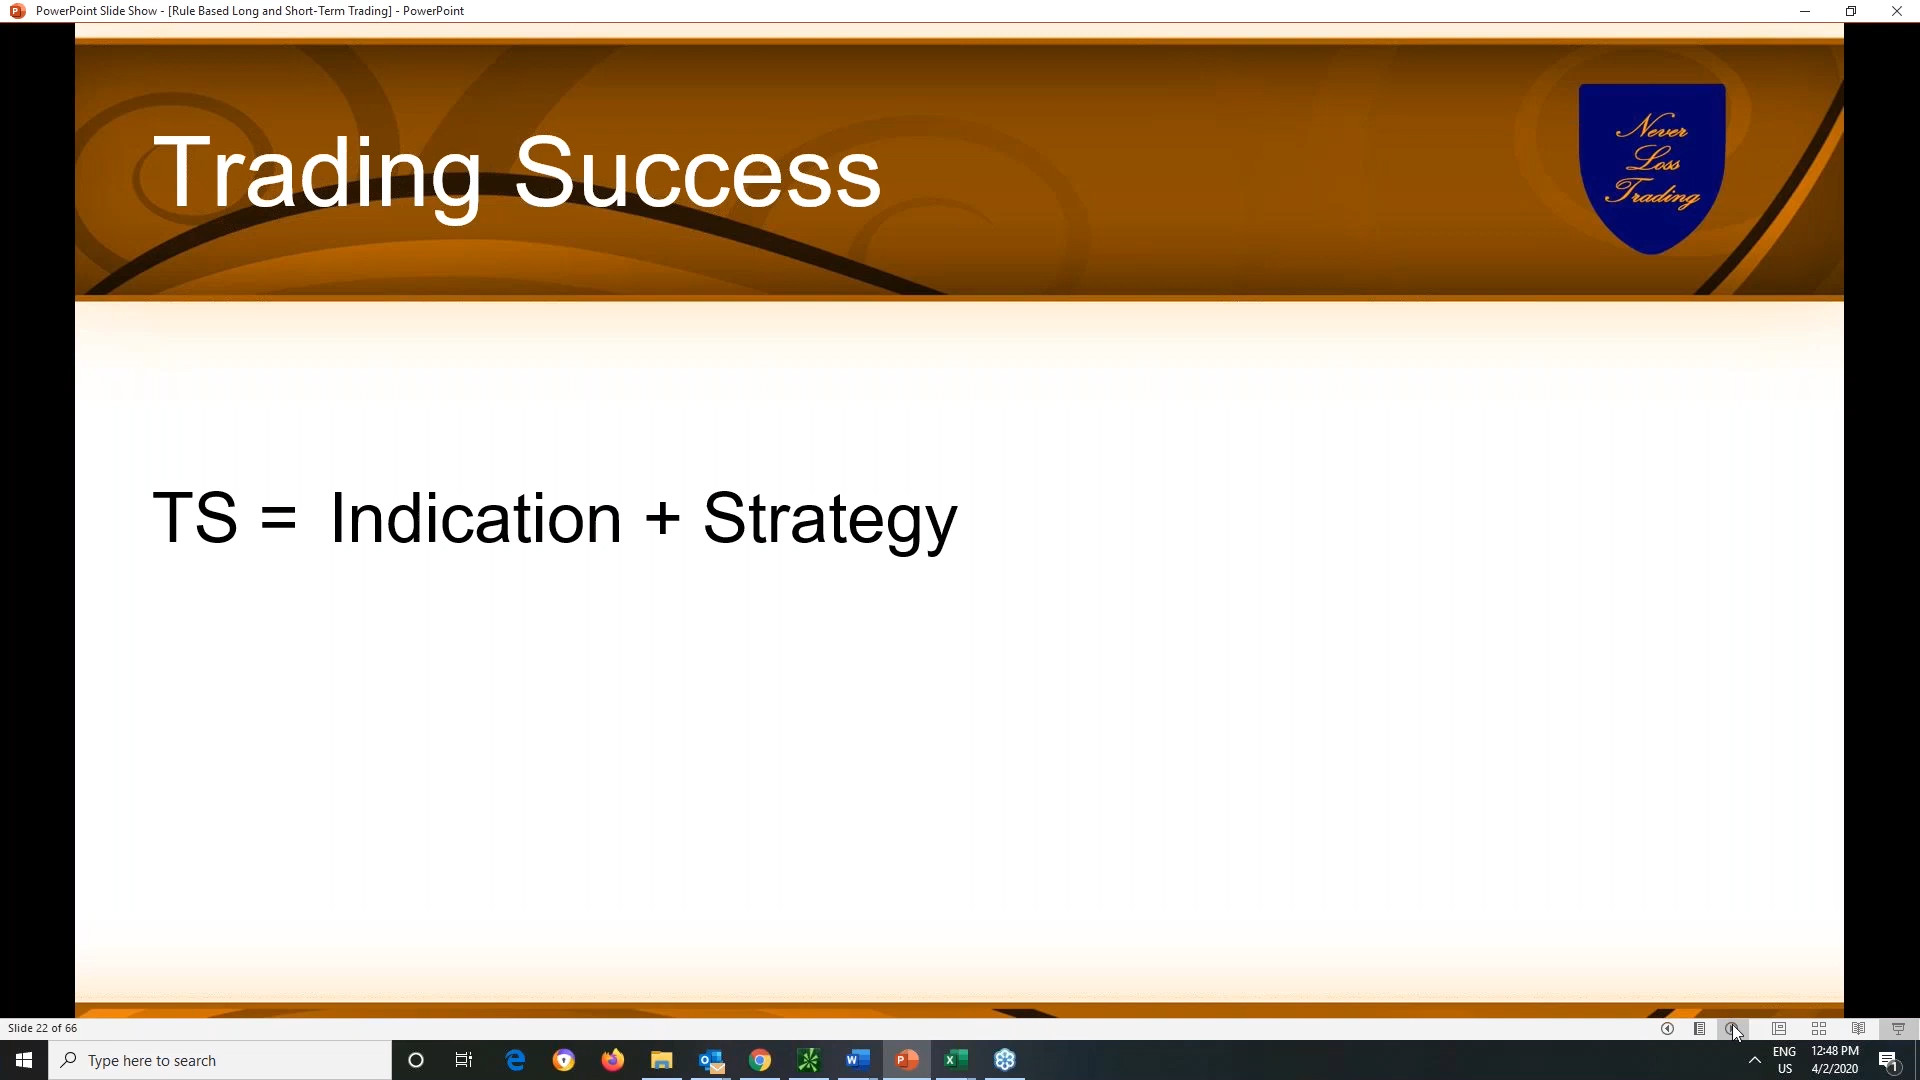 PowerPoint Slide Show - [Rule Based Long and Short-Term Trading] - PowerPoint
Trading Success
Never
Loss
Trading
TS = Indication + Strategy
Slide 22 of 66
Type here to search
ENG
US
12:48 PM
4/2/2020
1